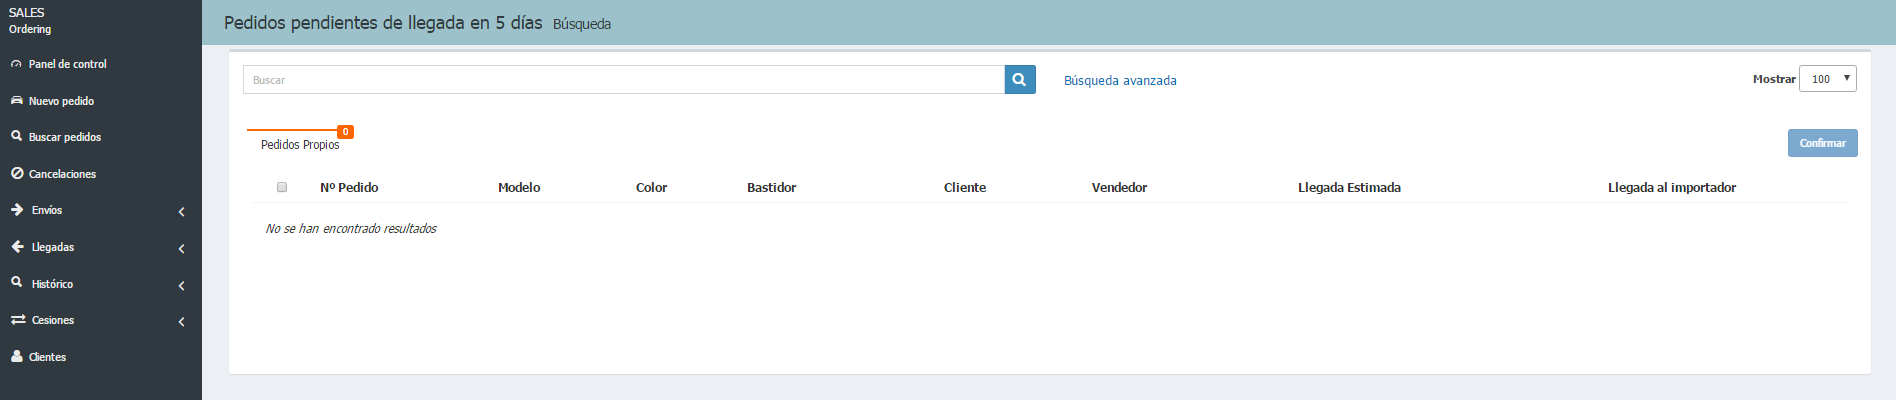 SALES
Ordering
Panel de control
Nuevo pedido
Buscar pedidos
Cancelaciones
Envíos
Llegadas
Histórico
Cesiones
Clientes
Pedidos pendientes de llegada en 5 días Búsqueda
Buscar
Búsqueda avanzada
Mostrar 100
0
Pedidos Propios
Confirmar
Nº Pedido Modelo Color Bastidor Cliente Vendedor Llegada Estimada Llegada al importador
No se han encontrado resultados